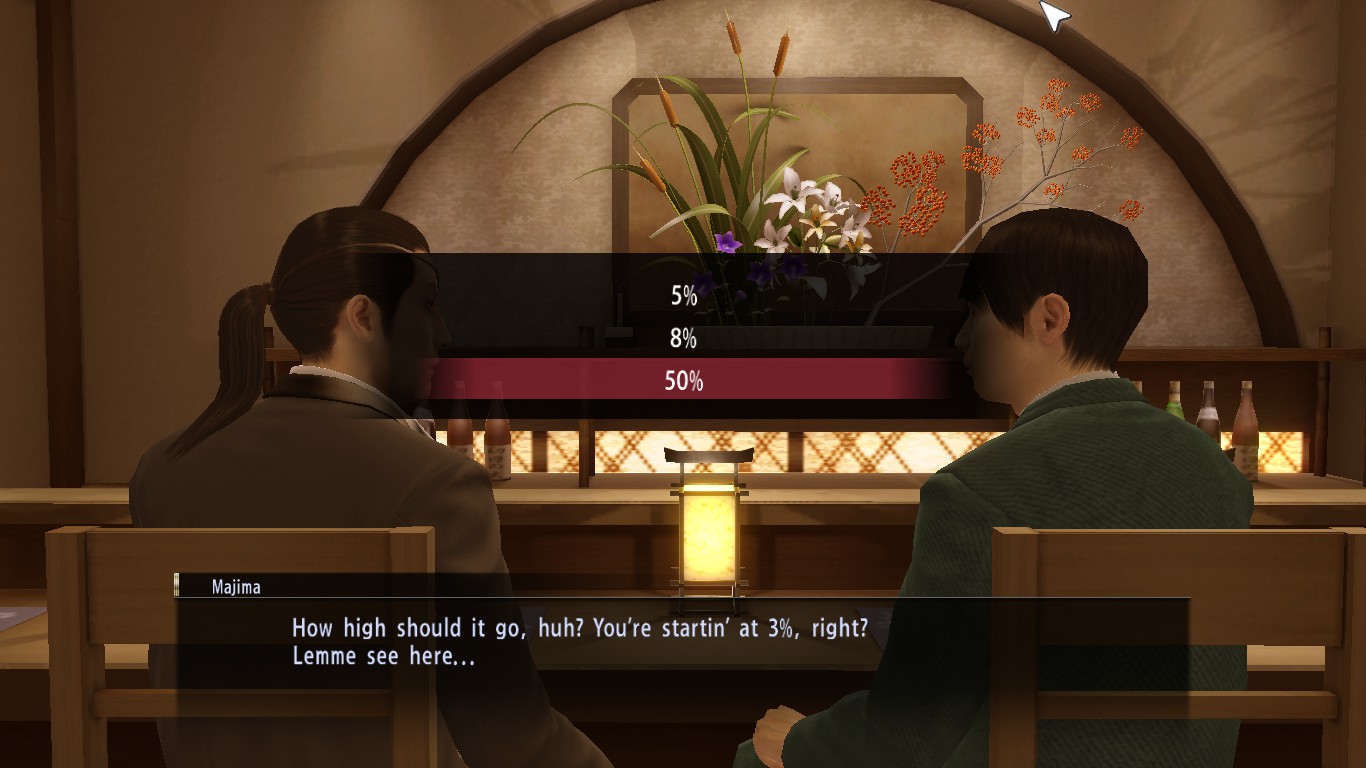 5%
8%
50%
Majima
How high should it go, huh? You're startin' at 3%, right?
Lemme see here...